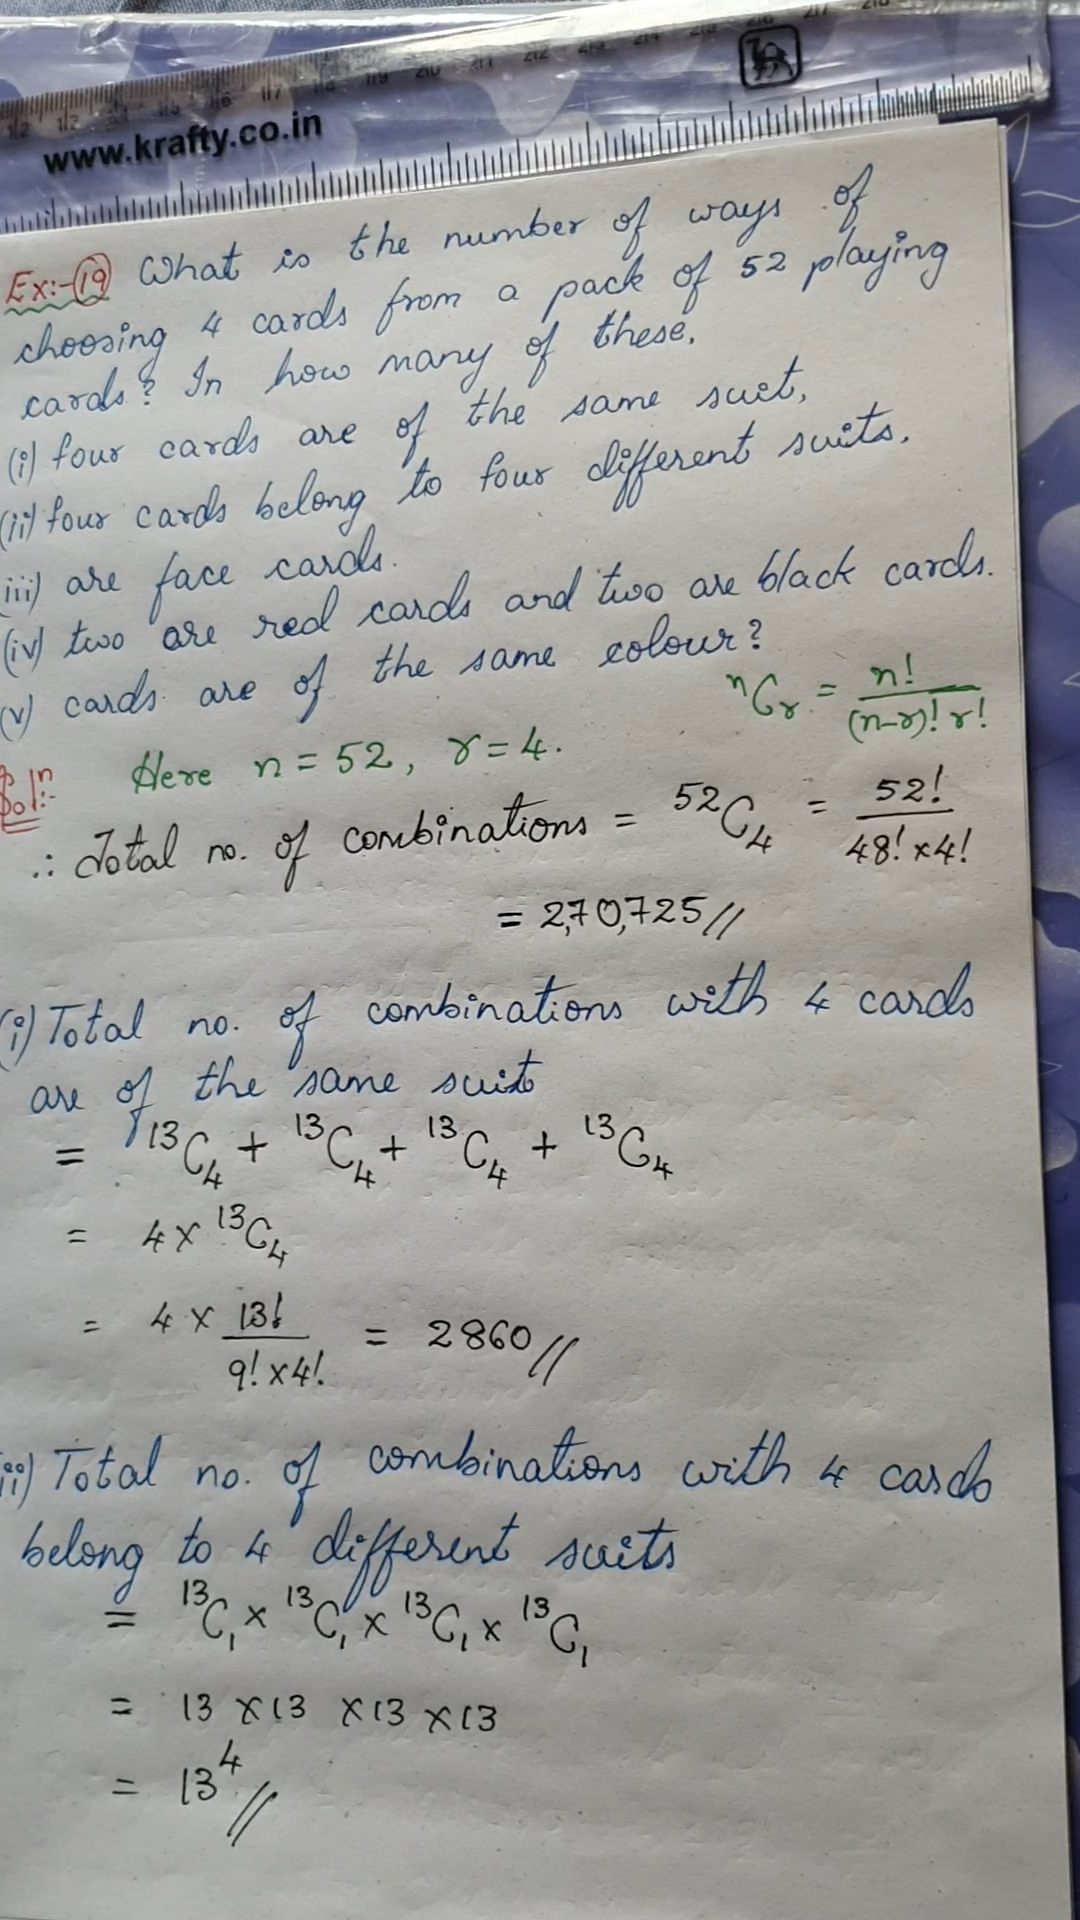 www.krafty.co.in
Ex:-(19) What is the number of ways of
choosing 4 cards from a pack of 52 playing
cards? In how many of these,
(i) four cards are of the same suit,
(ii) four cards belong to four different suits,
iii) are face cards.
(iv) two are red cards and two are black cards.
(v) cards are of the same colour?
ⁿCᵣ = n! / (n-r)! r!
Solⁿ:- Here n = 52, r = 4.
∴ Total no. of combinations = ⁵²C₄ = 52! / 48! × 4!
= 2,70,725//
(i) Total no. of combinations with 4 cards
are of the same suit
= ¹³C₄ + ¹³C₄ + ¹³C₄ + ¹³C₄
= 4 × ¹³C₄
= 4 × 13! / 9! × 4! = 2860//
ii) Total no. of combinations with 4 cards
belong to 4 different suits
= ¹³C₁ × ¹³C₁ × ¹³C₁ × ¹³C₁
= 13 × 13 × 13 × 13
= 13⁴//